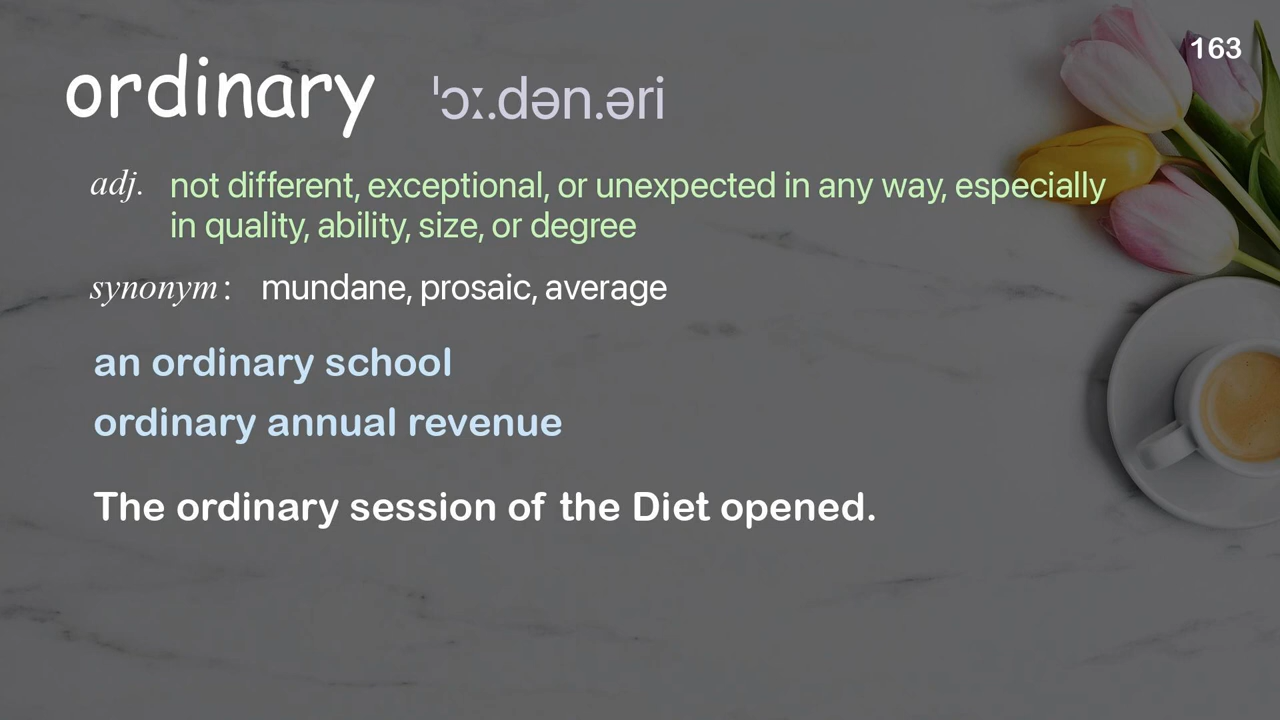 163
ordinary ˈɔː.dən.əri
adj. not different, exceptional, or unexpected in any way, especially
in quality, ability, size, or degree
synonym: mundane, prosaic, average
an ordinary school
ordinary annual revenue
The ordinary session of the Diet opened.